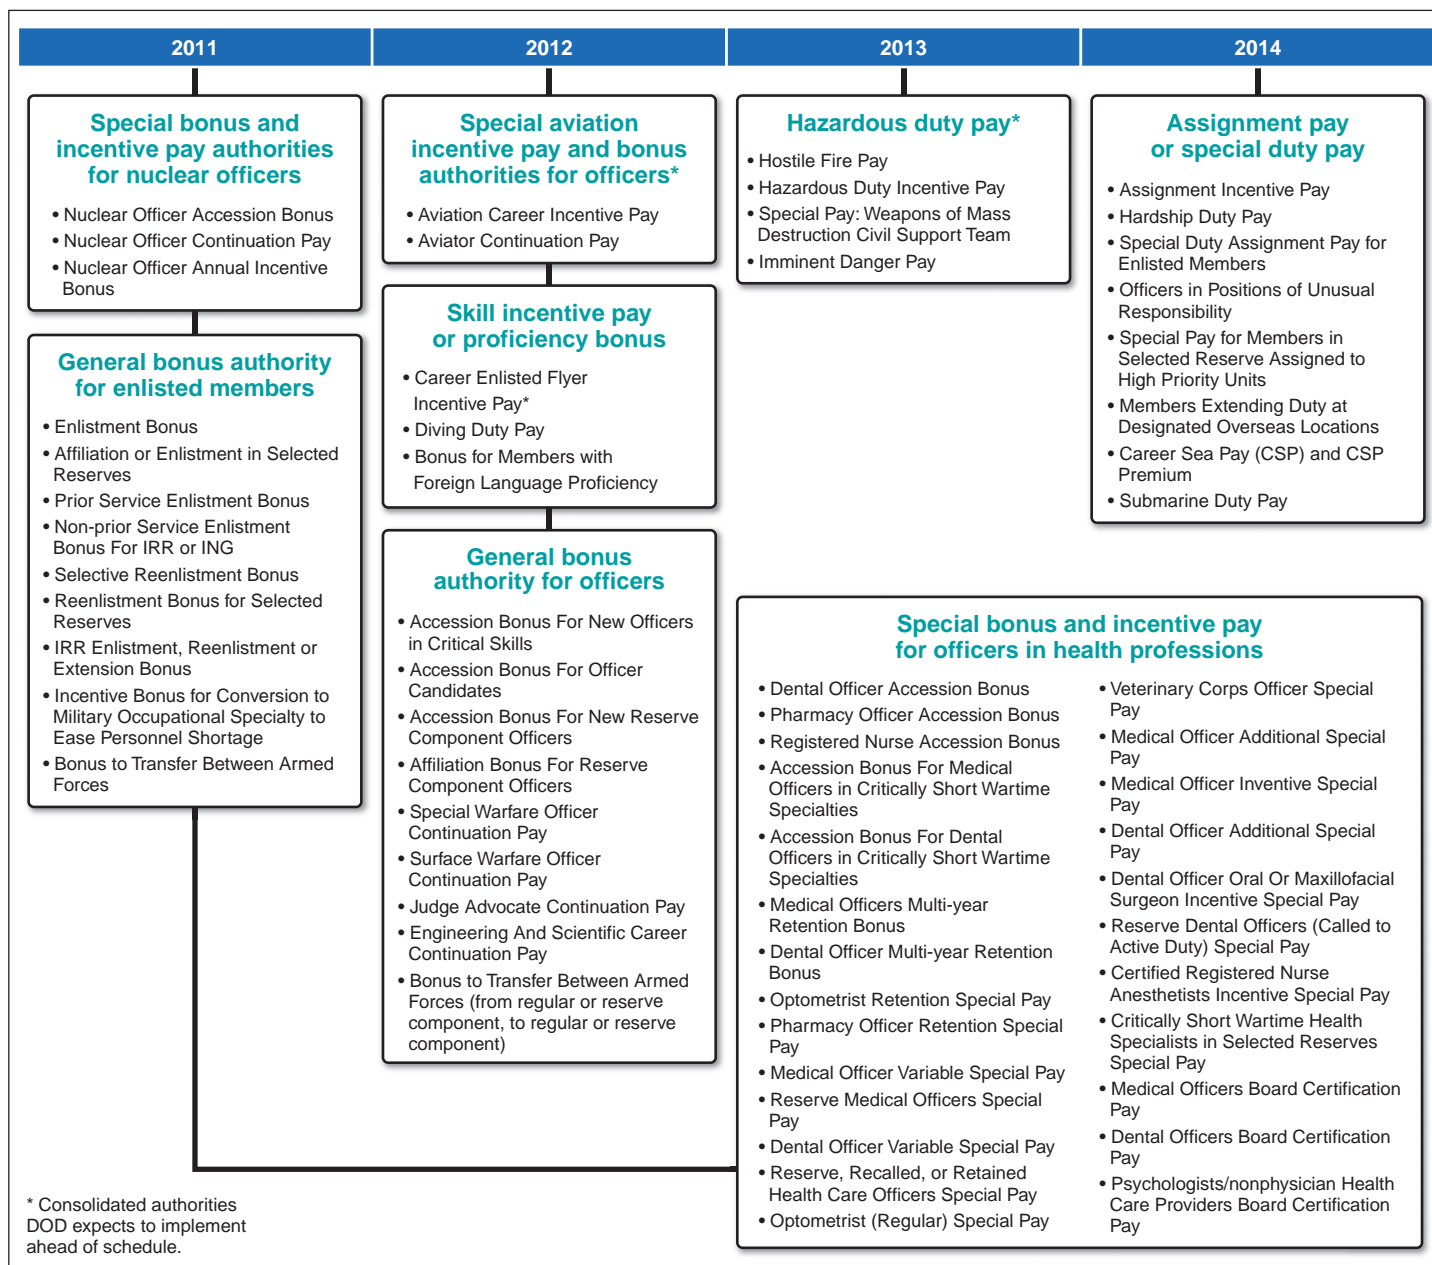 2011
2012
2013
2014
Special bonus and
incentive pay authorities
for nuclear officers
• Nuclear Officer Accession Bonus
• Nuclear Officer Continuation Pay
• Nuclear Officer Annual Incentive
Bonus
General bonus authority
for enlisted members
• Enlistment Bonus
• Affiliation or Enlistment in Selected
Reserves
• Prior Service Enlistment Bonus
• Non-prior Service Enlistment
Bonus For IRR or ING
• Selective Reenlistment Bonus
• Reenlistment Bonus for Selected
Reserves
• IRR Enlistment, Reenlistment or
Extension Bonus
• Incentive Bonus for Conversion to
Military Occupational Specialty to
Ease Personnel Shortage
• Bonus to Transfer Between Armed
Forces
Special aviation
incentive pay and bonus
authorities for officers*
• Aviation Career Incentive Pay
• Aviator Continuation Pay
Skill incentive pay
or proficiency bonus
• Career Enlisted Flyer
Incentive Pay*
• Diving Duty Pay
• Bonus for Members with
Foreign Language Proficiency
General bonus
authority for officers
• Accession Bonus For New Officers
in Critical Skills
• Accession Bonus For Officer
Candidates
• Accession Bonus For New Reserve
Component Officers
• Affiliation Bonus For Reserve
Component Officers
• Special Warfare Officer
Continuation Pay
• Surface Warfare Officer
Continuation Pay
• Judge Advocate Continuation Pay
• Engineering And Scientific Career
Continuation Pay
• Bonus to Transfer Between Armed
Forces (from regular or reserve
component, to regular or reserve
component)
Hazardous duty pay*
• Hostile Fire Pay
• Hazardous Duty Incentive Pay
• Special Pay: Weapons of Mass
Destruction Civil Support Team
• Imminent Danger Pay
Assignment pay
or special duty pay
• Assignment Incentive Pay
• Hardship Duty Pay
• Special Duty Assignment Pay for
Enlisted Members
• Officers in Positions of Unusual
Responsibility
• Special Pay for Members in
Selected Reserve Assigned to
High Priority Units
• Members Extending Duty at
Designated Overseas Locations
• Career Sea Pay (CSP) and CSP
Premium
• Submarine Duty Pay
Special bonus and incentive pay
for officers in health professions
• Dental Officer Accession Bonus
• Pharmacy Officer Accession Bonus
• Registered Nurse Accession Bonus
• Accession Bonus For Medical
Officers in Critically Short Wartime
Specialties
• Accession Bonus For Dental
Officers in Critically Short Wartime
Specialties
• Medical Officers Multi-year
Retention Bonus
• Dental Officer Multi-year Retention
Bonus
• Optometrist Retention Special Pay
• Pharmacy Officer Retention Special
Pay
• Medical Officer Variable Special Pay
• Reserve Medical Officers Special
Pay
• Dental Officer Variable Special Pay
• Reserve, Recalled, or Retained
Health Care Officers Special Pay
• Optometrist (Regular) Special Pay
• Veterinary Corps Officer Special
Pay
• Medical Officer Additional Special
Pay
• Medical Officer Inventive Special
Pay
• Dental Officer Additional Special
Pay
• Dental Officer Oral Or Maxillofacial
Surgeon Incentive Special Pay
• Reserve Dental Officers (Called to
Active Duty) Special Pay
• Certified Registered Nurse
Anesthetists Incentive Special Pay
• Critically Short Wartime Health
Specialists in Selected Reserves
Special Pay
• Medical Officers Board Certification
Pay
• Dental Officers Board Certification
Pay
• Psychologists/nonphysician Health
Care Providers Board Certification
Pay
* Consolidated authorities
DOD expects to implement
ahead of schedule.